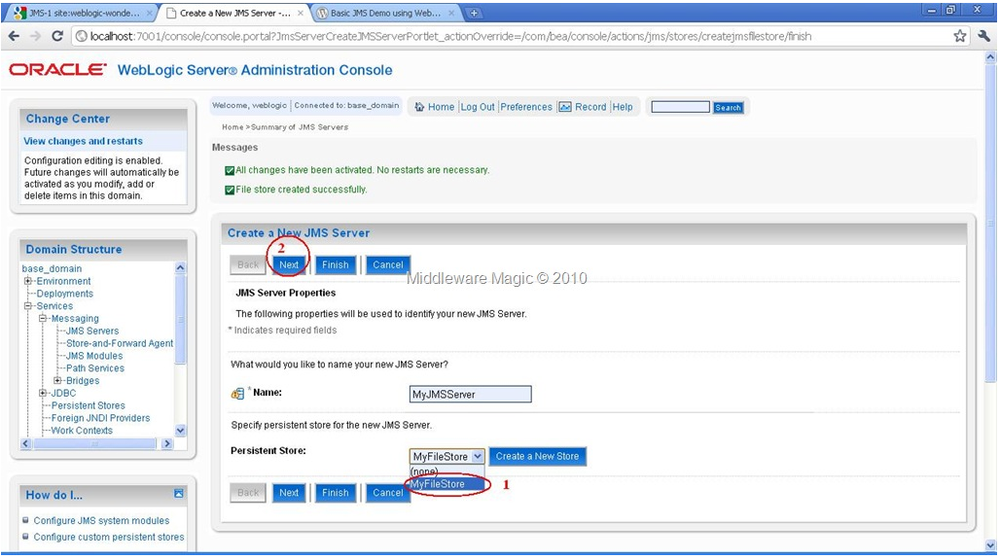 JMS-1 site:weblogic-wonde...
Create a New JMS Server - ...
Basic JMS Demo using Web...
localhost:7001/console/console.portal?JmsServerCreateJMSServerPortlet_actionOverride=/com/bea/console/actions/jms/stores/createjmsfilestore/finish
ORACLE® WebLogic Server® Administration Console
Change Center
View changes and restarts
Configuration editing is enabled.
Future changes will automatically be
activated as you modify, add or
delete items in this domain.
Domain Structure
base_domain
Environment
Deployments
Services
Messaging
JMS Servers
Store-and-Forward Agent
JMS Modules
Path Services
Bridges
JDBC
Persistent Stores
Foreign JNDI Providers
Work Contexts
How do I...
Configure JMS system modules
Configure custom persistent stores
Welcome, weblogic Connected to: base_domain
Home Log Out Preferences Record Help Search
Home >Summary of JMS Servers
Messages
All changes have been activated. No restarts are necessary.
File store created successfully.
Create a New JMS Server
2
Back Next Finish Cancel
Middleware Magic © 2010
JMS Server Properties
The following properties will be used to identify your new JMS Server.
* Indicates required fields
What would you like to name your new JMS Server?
* Name: MyJMSServer
Specify persistent store for the new JMS Server.
Persistent Store: MyFileStore Create a New Store
(none)
MyFileStore 1
Back Next Finish Cancel